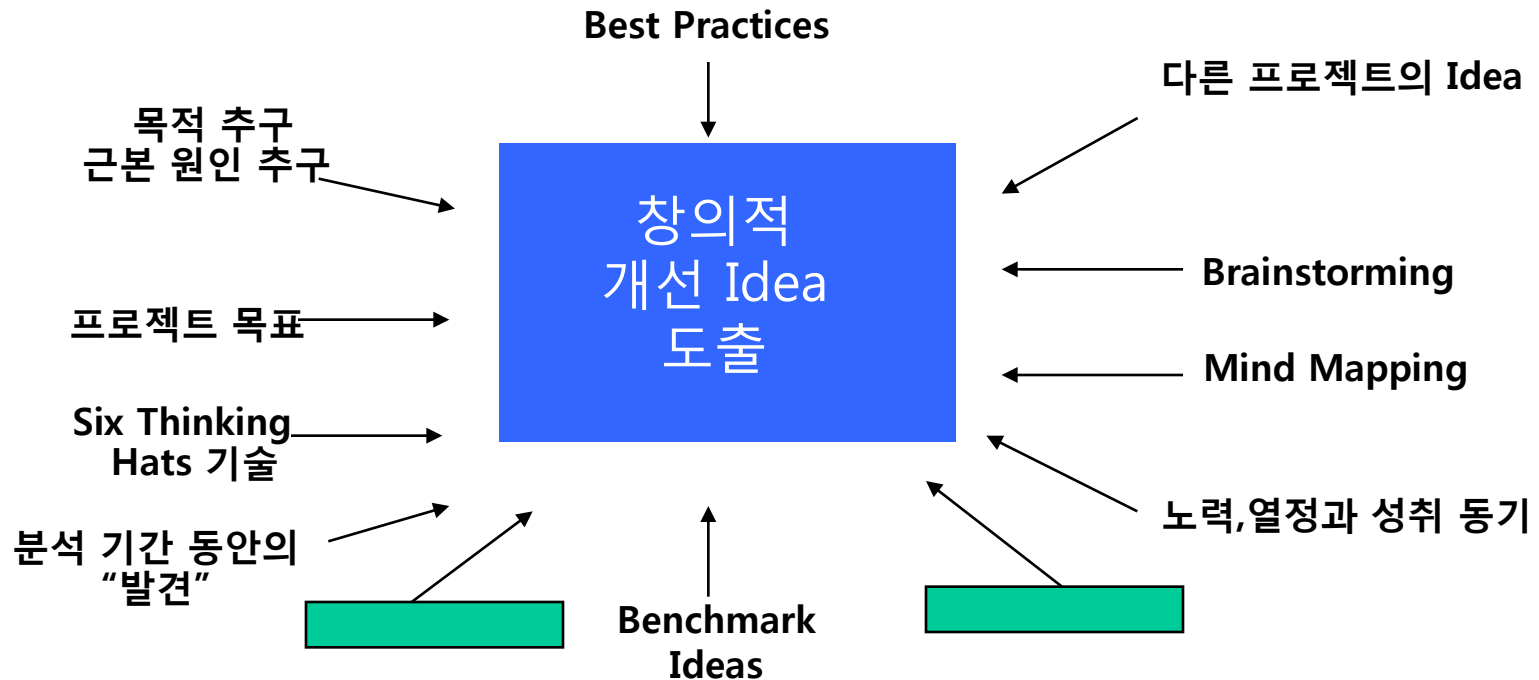 Best Practices
다른 프로젝트의 Idea
목적 추구
근본 원인 추구
창의적
개선 Idea
도출
Brainstorming
프로젝트 목표
Mind Mapping
Six Thinking
Hats 기술
노력,열정과 성취 동기
분석 기간 동안의
“발견”
Benchmark
Ideas